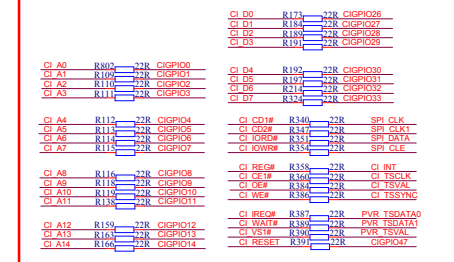 CI_A0 R802 22R CIGPIO0
CI_A1 R109 22R CIGPIO1
CI_A2 R110 22R CIGPIO2
CI_A3 R111 22R CIGPIO3
CI_A4 R112 22R CIGPIO4
CI_A5 R113 22R CIGPIO5
CI_A6 R114 22R CIGPIO6
CI_A7 R115 22R CIGPIO7
CI_A8 R116 22R CIGPIO8
CI_A9 R118 22R CIGPIO9
CI_A10 R119 22R CIGPIO10
CI_A11 R138 22R CIGPIO11
CI_A12 R159 22R CIGPIO12
CI_A13 R163 22R CIGPIO13
CI_A14 R166 22R CIGPIO14
CI_D0 R173 22R CIGPIO26
CI_D1 R184 22R CIGPIO27
CI_D2 R189 22R CIGPIO28
CI_D3 R191 22R CIGPIO29
CI_D4 R192 22R CIGPIO30
CI_D5 R197 22R CIGPIO31
CI_D6 R214 22R CIGPIO32
CI_D7 R324 22R CIGPIO33
CI_CD1# R340 22R SPI_CLK
CI_CD2# R347 22R SPI_CLK1
CI_IORD# R351 22R SPI_DATA
CI_IOWR# R354 22R SPI_CLE
CI_REG# R358 22R CI_INT
CI_CE1# R360 22R CI_TSCLK
CI_OE# R384 22R CI_TSVAL
CI_WE# R386 22R CI_TSSYNC
CI_IREQ# R387 22R PVR_TSDATA0
CI_WAIT# R389 22R PVR_TSDATA1
CI_VS1# R390 22R PVR_TSVAL
CI_RESET R391 22R CIGPIO47